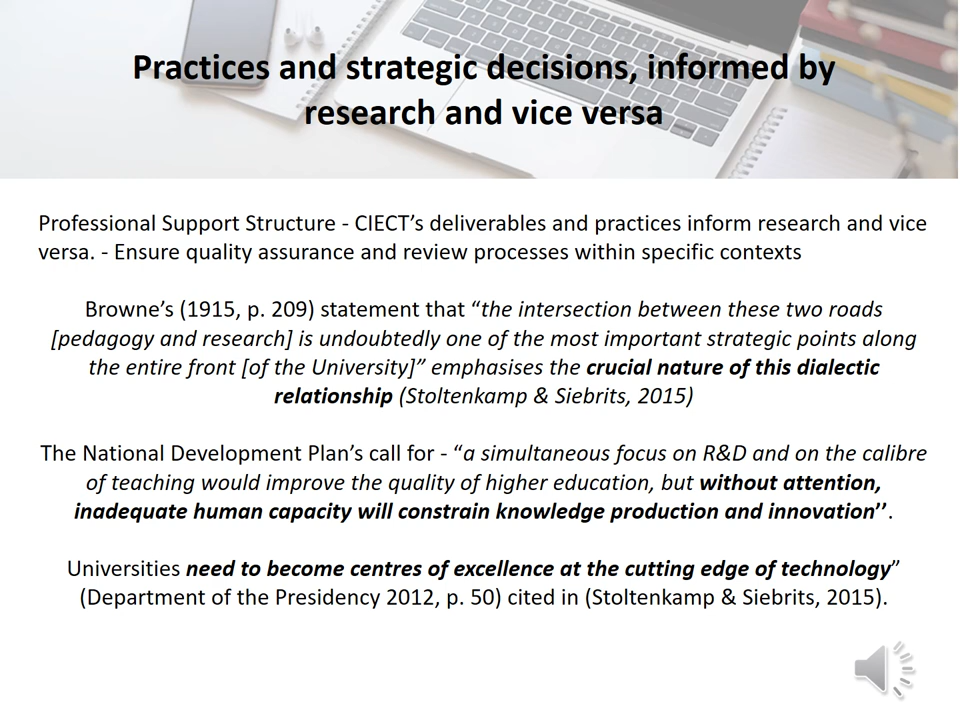 Practices and strategic decisions, informed by
research and vice versa
Professional Support Structure - CIECT’s deliverables and practices inform research and vice
versa. - Ensure quality assurance and review processes within specific contexts
Browne’s (1915, p. 209) statement that “the intersection between these two roads
[pedagogy and research] is undoubtedly one of the most important strategic points along
the entire front [of the University]” emphasises the crucial nature of this dialectic
relationship (Stoltenkamp & Siebrits, 2015)
The National Development Plan’s call for - “a simultaneous focus on R&D and on the calibre
of teaching would improve the quality of higher education, but without attention,
inadequate human capacity will constrain knowledge production and innovation’’.
Universities need to become centres of excellence at the cutting edge of technology”
(Department of the Presidency 2012, p. 50) cited in (Stoltenkamp & Siebrits, 2015).